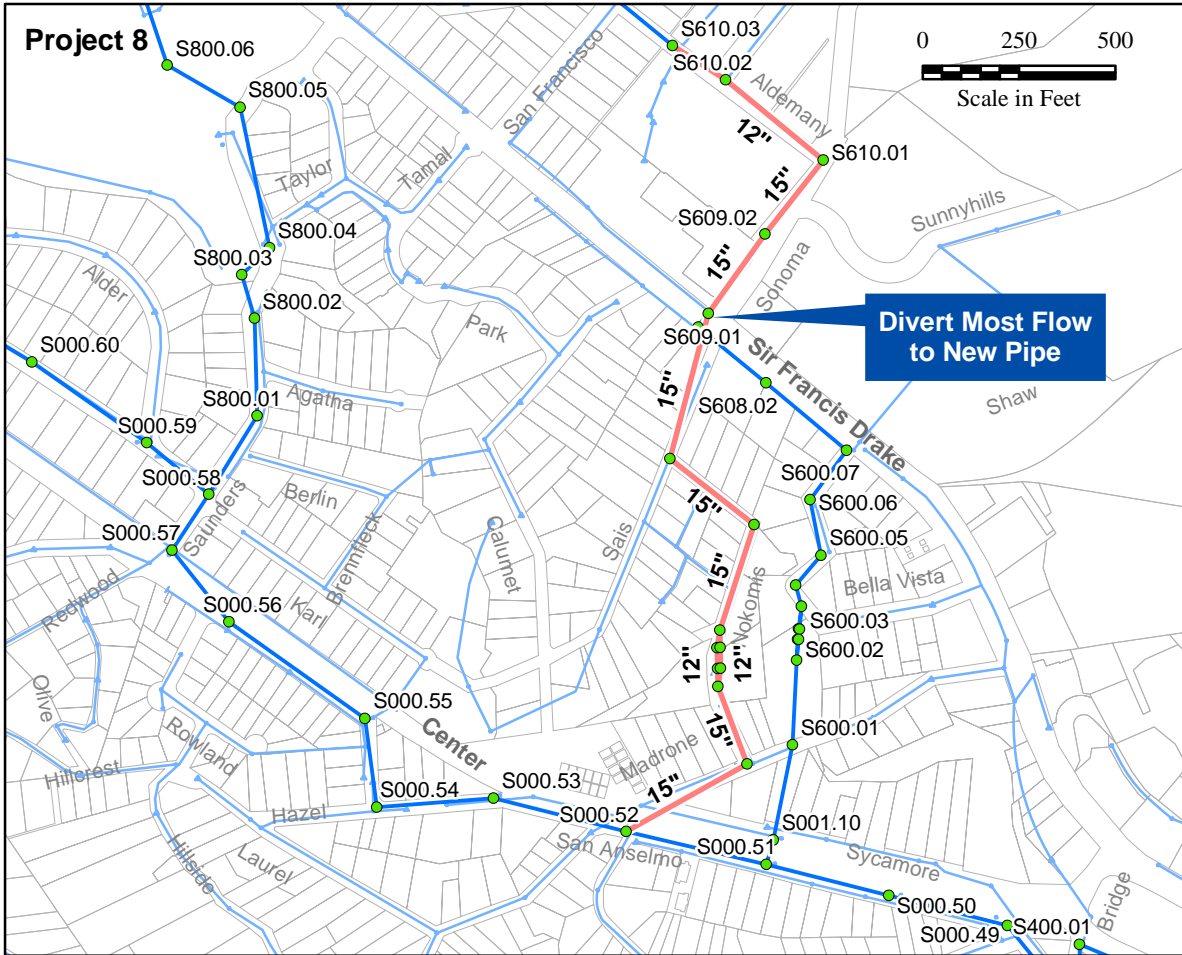 Project 8
S800.06
S800.05
S610.03
S610.02
0 250 500
Scale in Feet
San Francisco
Aldemany
12"
S610.01
Taylor
Tamal
15"
S609.02
Sunnyhills
S800.04
S800.03
15"
Sonoma
Alder
S800.02
Park
Divert Most Flow
to New Pipe
S609.01
Sir Francis Drake
S000.60
15"
S608.02
Shaw
S800.01
Agatha
S000.59
S000.58
S600.07
15"
S600.06
Berlin
Saunders
Brennfleck
Calumet
Sais
S000.57
S600.05
15"
Bella Vista
Redwood
S000.56
Karl
Nokomis
S600.03
S600.02
12"
12"
Olive
S000.55
Rowland
Center
S600.01
15"
Madrone
Hillcrest
15"
S000.54
S000.53
Hazel
S000.52
S001.10
San Anselmo
S000.51
Sycamore
Hillside
Laurel
S000.50
S000.49
S400.01
Bridge